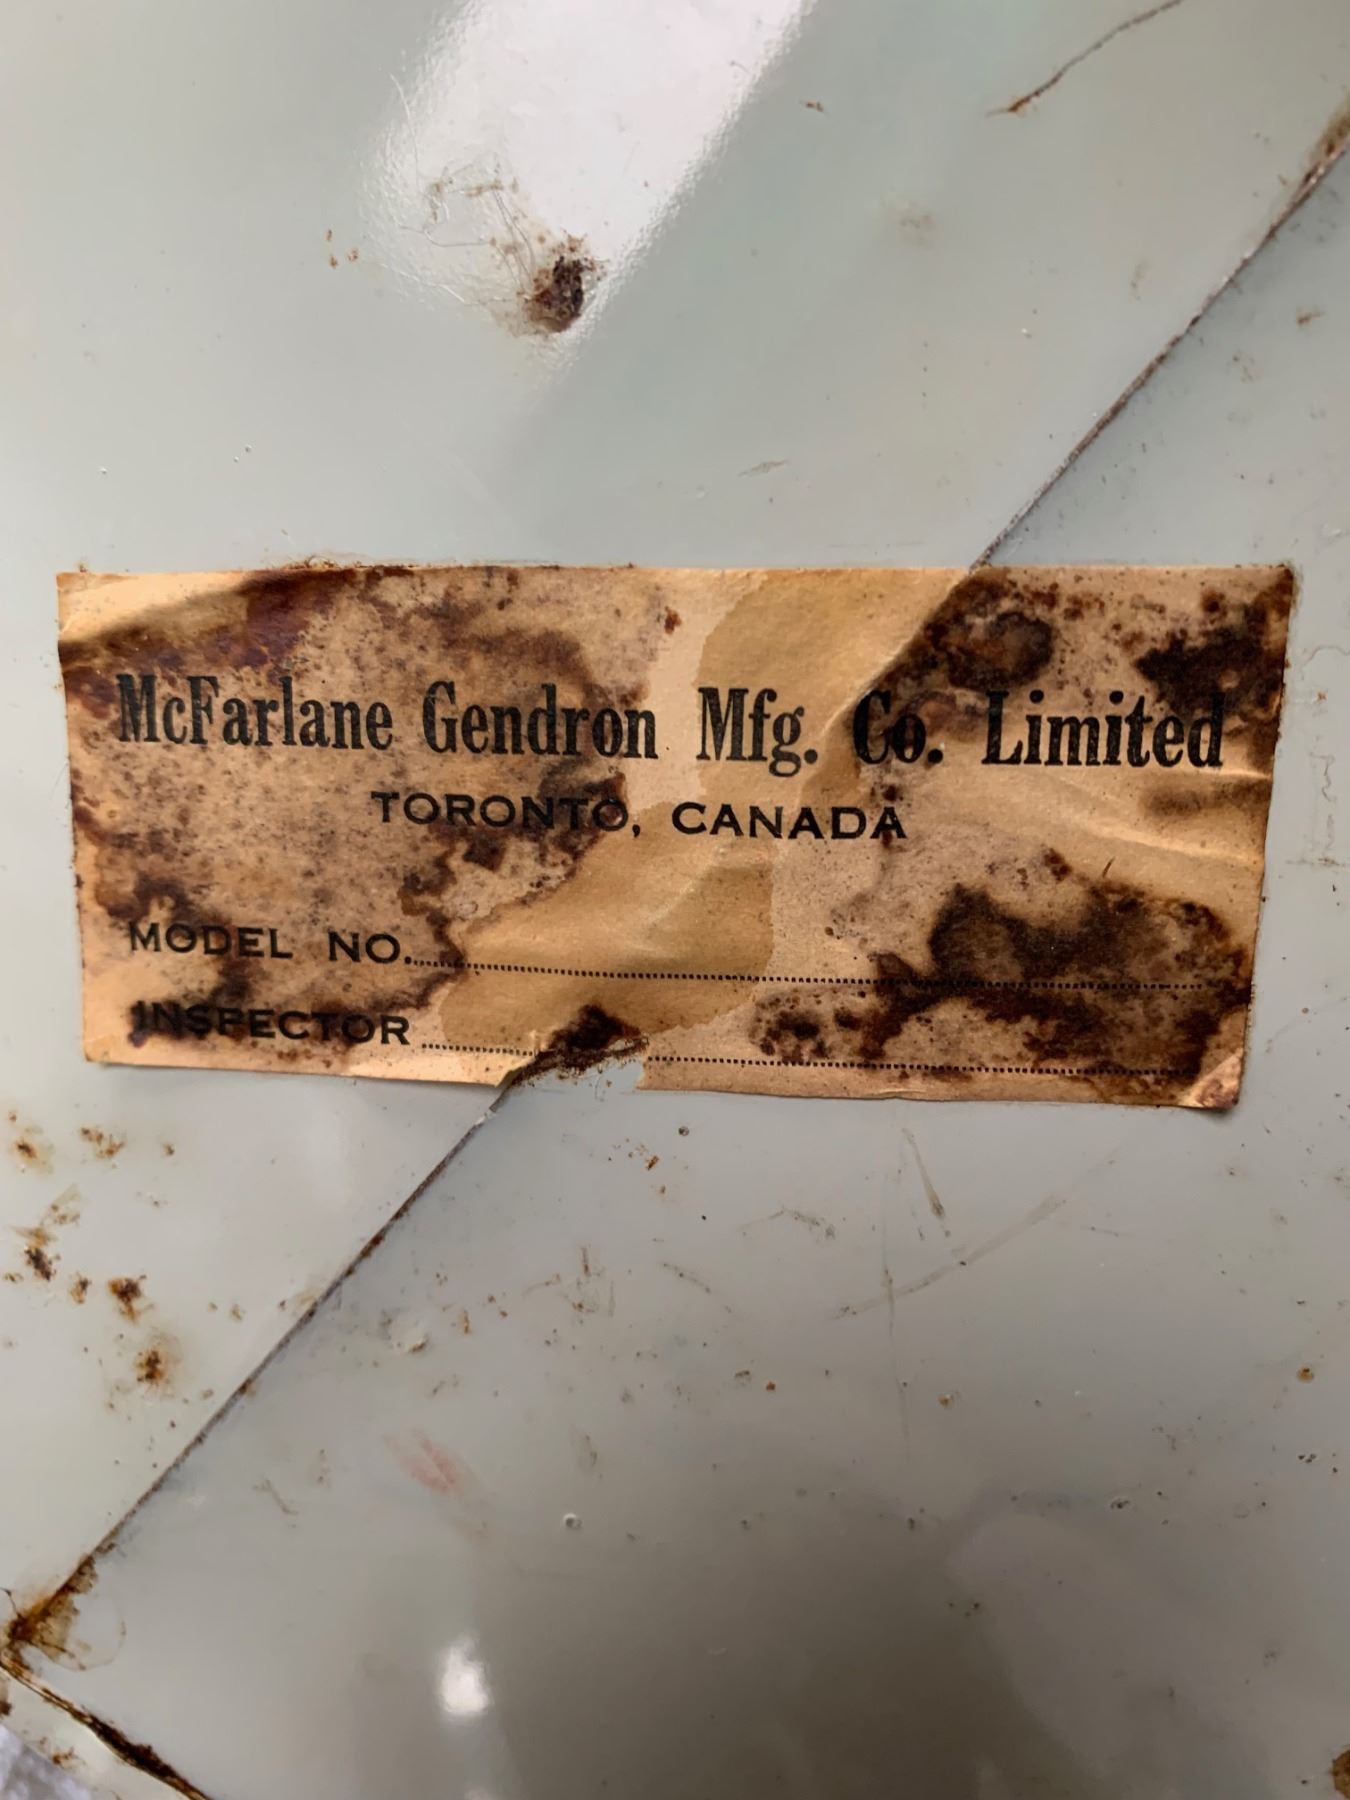 McFarlane Gendron Mfg. Co. Limited
TORONTO, CANADA
MODEL NO.
INSPECTOR